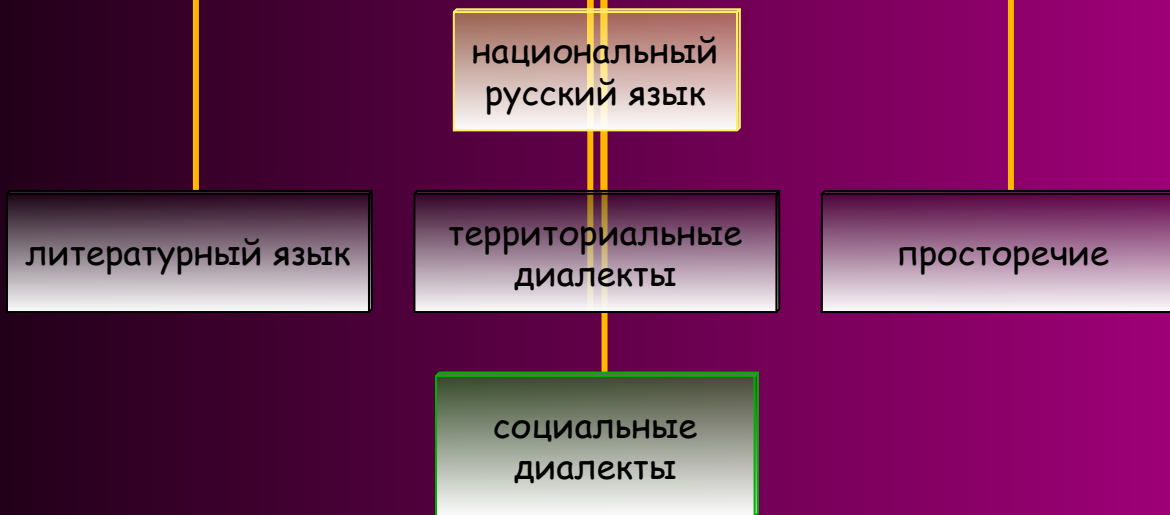 национальный
русский язык
литературный язык
территориальные
диалекты
просторечие
социальные
диалекты